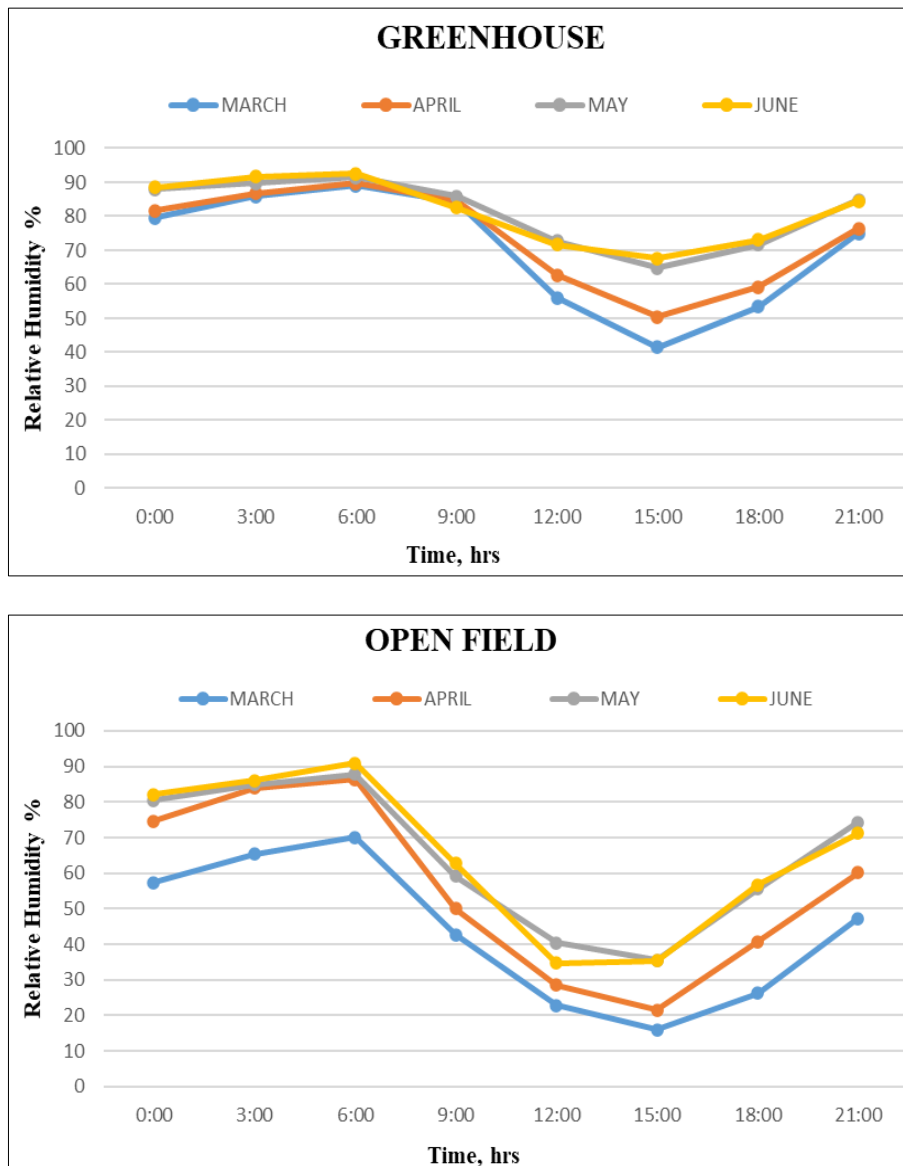 GREENHOUSE
MARCH APRIL MAY JUNE
Relative Humidity %
100
90
80
70
60
50
40
30
20
10
0
0:00 3:00 6:00 9:00 12:00 15:00 18:00 21:00
Time, hrs
OPEN FIELD
MARCH APRIL MAY JUNE
Relative Humidity %
100
90
80
70
60
50
40
30
20
10
0
0:00 3:00 6:00 9:00 12:00 15:00 18:00 21:00
Time, hrs